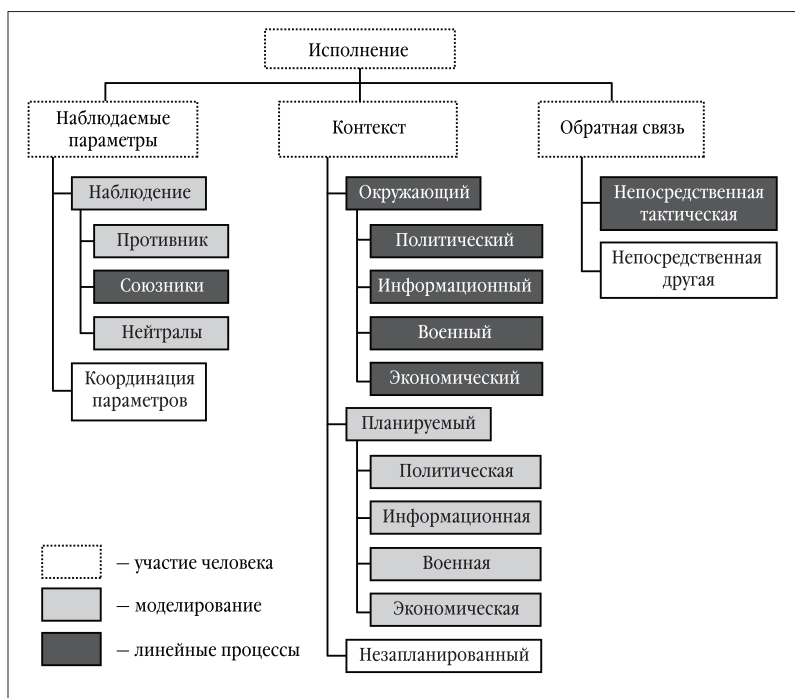 Исполнение
Наблюдаемые
параметры
Наблюдение
Противник
Союзники
Нейтралы
Координация
параметров
Контекст
Окружающий
Политический
Информационный
Военный
Экономический
Планируемый
Политическая
Информационная
Военная
Экономическая
Незапланированный
Обратная связь
Непосредственная
тактическая
Непосредственная
другая
– участие человека
– моделирование
– линейные процессы